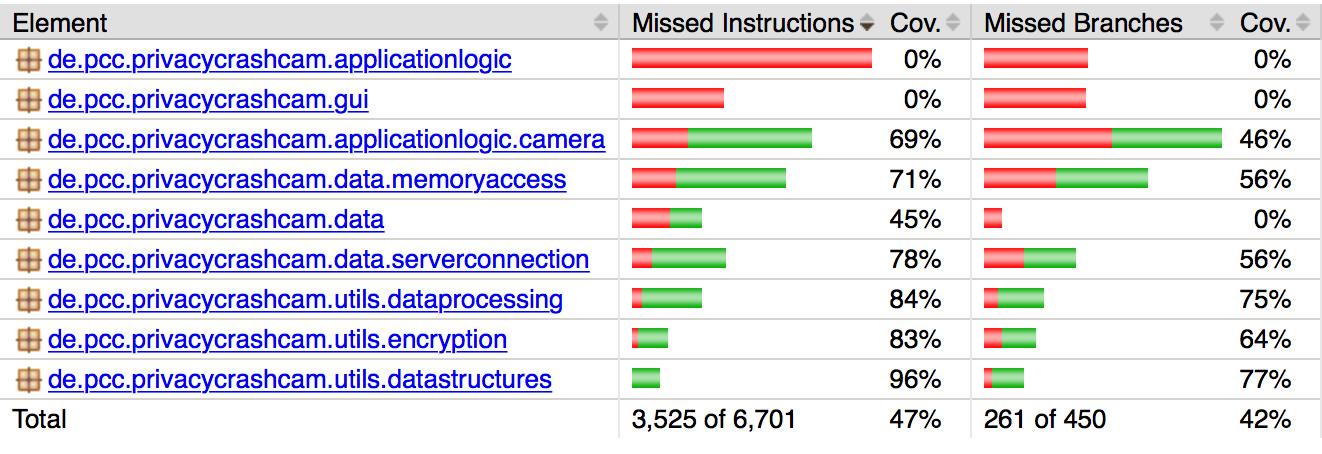 Element Missed Instructions Cov. Missed Branches Cov.
de.pcc.privacycrashcam.applicationlogic 0% 0%
de.pcc.privacycrashcam.gui 0% 0%
de.pcc.privacycrashcam.applicationlogic.camera 69% 46%
de.pcc.privacycrashcam.data.memoryaccess 71% 56%
de.pcc.privacycrashcam.data 45% 0%
de.pcc.privacycrashcam.data.serverconnection 78% 56%
de.pcc.privacycrashcam.utils.dataprocessing 84% 75%
de.pcc.privacycrashcam.utils.encryption 83% 64%
de.pcc.privacycrashcam.utils.datastructures 96% 77%
Total 3,525 of 6,701 47% 261 of 450 42%